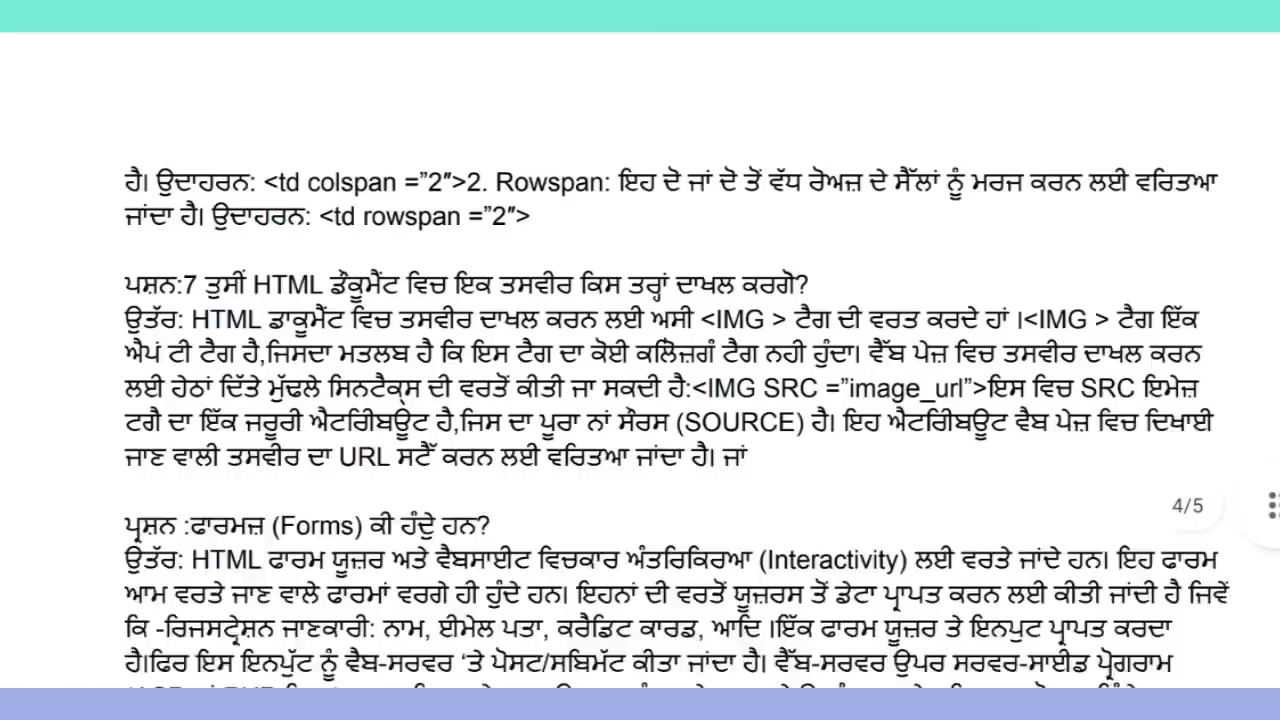 ਹੈ। ਉਦਾਹਰਨ: <td colspan =”2″>2. Rowspan: ਇਹ ਦੋ ਜਾਂ ਦੋ ਤੋਂ ਵੱਧ ਰੋਅਜ਼ ਦੇ ਸੈੱਲਾਂ ਨੂੰ ਮਰਜ ਕਰਨ ਲਈ ਵਰਿਤਆ
ਜਾਂਦਾ ਹੈ। ਉਦਾਹਰਨ: <td rowspan =”2″>
ਪਸ਼ਨ:7 ਤੁਸੀਂ HTML ਡੌਕੂਮੈਂਟ ਵਿਚ ਇਕ ਤਸਵੀਰ ਕਿਸ ਤਰ੍ਹਾਂ ਦਾਖਲ ਕਰਗੋ?
ਉਤੱਰ: HTML ਡਾਕੂਮੈਂਟ ਵਿਚ ਤਸਵੀਰ ਦਾਖਲ ਕਰਨ ਲਈ ਅਸੀ <IMG > ਟੈਗ ਦੀ ਵਰਤ ਕਰਦੇ ਹਾਂ ।<IMG > ਟੈਗ ਇੱਕ
ਐਪਂ ਟੀ ਟੈਗ ਹੈ,ਜਿਸਦਾ ਮਤਲਬ ਹੈ ਕਿ ਇਸ ਟੈਗ ਦਾ ਕੋਈ ਕਲਿੋਜ਼ਗੰ ਟੈਗ ਨਹੀ ਹੁੰਦਾ। ਵੈੱਬ ਪੇਜ਼ ਵਿਚ ਤਸਵੀਰ ਦਾਖਲ ਕਰਨ
ਲਈ ਹੇਠਾਂ ਦਿੱਤੇ ਮੁੱਢਲੇ ਸਿਨਟੈਕ੍ਸ ਦੀ ਵਰਤੋਂ ਕੀਤੀ ਜਾ ਸਕਦੀ ਹੈ:<IMG SRC =”image_url”>ਇਸ ਵਿਚ SRC ਇਮੇਜ਼
ਟਗੈ ਦਾ ਇੱਕ ਜਰੂਰੀ ਐਟਰੀਬਿਊਟ ਹੈ,ਜਿਸ ਦਾ ਪੂਰਾ ਨਾਂ ਸੌਰਸ (SOURCE) ਹੈ। ਇਹ ਐਟਰੀਬਿਊਟ ਵੈਬ ਪੇਜ਼ ਵਿਚ ਦਿਖਾਈ
ਜਾਣ ਵਾਲੀ ਤਸਵੀਰ ਦਾ URL ਸਟੈੱ ਕਰਨ ਲਈ ਵਰਿਤਆ ਜਾਂਦਾ ਹੈ। ਜਾਂ
4/5
ਪ੍ਰਸ਼ਨ :ਫਾਰਮਜ਼ (Forms) ਕੀ ਹੰਦੇੁ ਹਨ?
ਉਤੱਰ: HTML ਫਾਰਮ ਯੂਜ਼ਰ ਅਤੇ ਵੈਬਸਾਈਟ ਵਿਚਕਾਰ ਅੰਤਰਿਕਿਰਆ (Interactivity) ਲਈ ਵਰਤੇ ਜਾਂਦੇ ਹਨ। ਇਹ ਫਾਰਮ
ਆਮ ਵਰਤੇ ਜਾਣ ਵਾਲੇ ਫਾਰਮਾਂ ਵਰਗੇ ਹੀ ਹੁੰਦੇ ਹਨ। ਇਹਨਾਂ ਦੀ ਵਰਤੋਂ ਯੂਜ਼ਰਸ ਤੋਂ ਡੇਟਾ ਪ੍ਰਾਪਤ ਕਰਨ ਲਈ ਕੀਤੀ ਜਾਂਦੀ ਹੈ ਜਿਵੇਂ
ਕਿ -ਰਿਜਸਟ੍ਰੇਸ਼ਨ ਜਾਣਕਾਰੀ: ਨਾਮ, ਈਮੇਲ ਪਤਾ, ਕਰੈਡਿਟ ਕਾਰਡ, ਆਦਿ ।ਇੱਕ ਫਾਰਮ ਯੂਜ਼ਰ ਤੇ ਇਨਪੁਟ ਪ੍ਰਾਪਤ ਕਰਦਾ
ਹੈ।ਫਿਰ ਇਸ ਇਨਪੁੱਟ ਨੂੰ ਵੈਬ-ਸਰਵਰ ‘ਤੇ ਪੋਸਟ/ਸਬਿਮੱਟ ਕੀਤਾ ਜਾਂਦਾ ਹੈ। ਵੈੱਬ-ਸਰਵਰ ਉਪਰ ਸਰਵਰ-ਸਾਈਡ ਪ੍ਰੋਗਰਾਮ